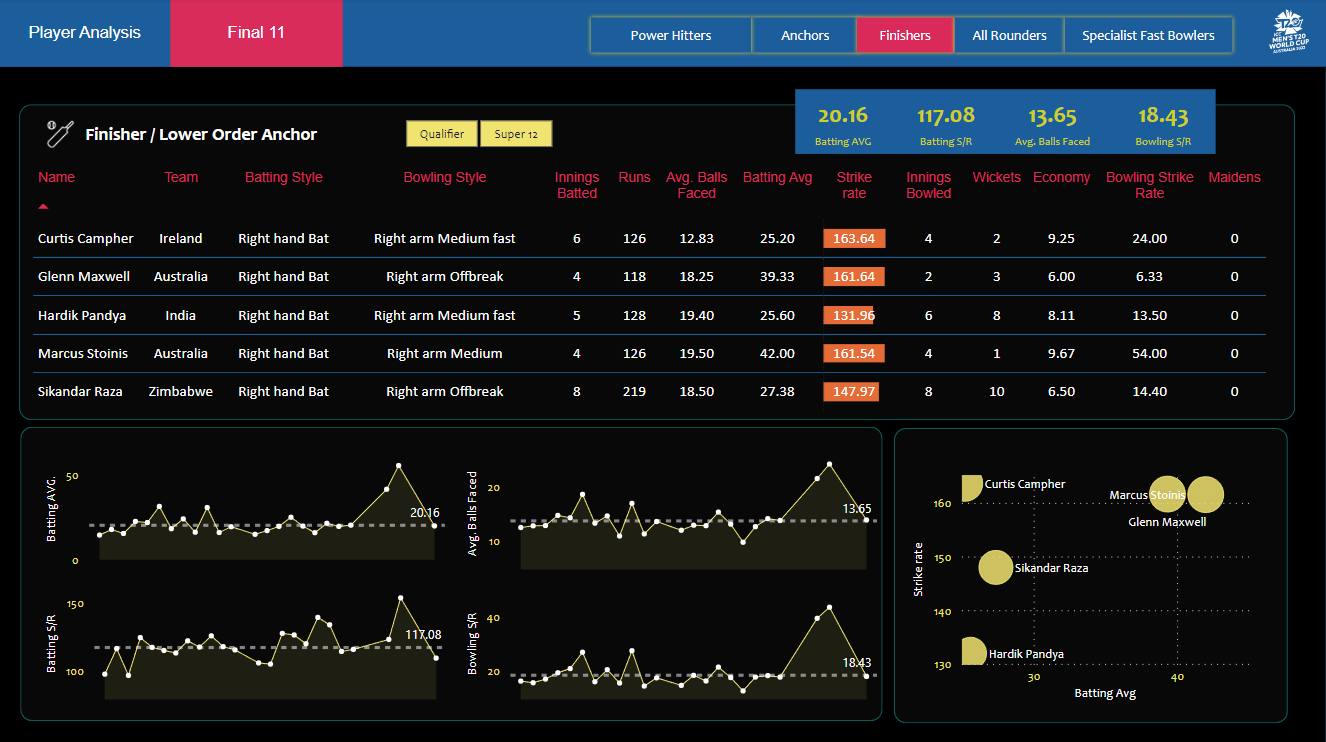 Player Analysis
Final 11
Power Hitters
Anchors
Finishers
All Rounders
Specialist Fast Bowlers
ICC
MEN'S T20
WORLD CUP
AUSTRALIA 2022
Finisher / Lower Order Anchor
Qualifier
Super 12
20.16 117.08 13.65 18.43
Batting AVG Batting S/R Avg. Balls Faced Bowling S/R
Name Team Batting Style Bowling Style Innings Batted Runs Avg. Balls Faced Batting Avg Strike rate Innings Bowled Wickets Economy Bowling Strike Rate Maidens
Curtis Campher Ireland Right hand Bat Right arm Medium fast 6 126 12.83 25.20 163.64 4 2 9.25 24.00 0
Glenn Maxwell Australia Right hand Bat Right arm Offbreak 4 118 18.25 39.33 161.64 2 3 6.00 6.33 0
Hardik Pandya India Right hand Bat Right arm Medium fast 5 128 19.40 25.60 131.96 6 8 8.11 13.50 0
Marcus Stoinis Australia Right hand Bat Right arm Medium 4 126 19.50 42.00 161.54 4 1 9.67 54.00 0
Sikandar Raza Zimbabwe Right hand Bat Right arm Offbreak 8 219 18.50 27.38 147.97 8 10 6.50 14.40 0
Batting AVG.
50
0
20.16
Avg. Balls Faced
20
10
13.65
Batting S/R
150
100
117.08
Bowling S/R
40
20
18.43
Strike rate
160
150
140
130
Curtis Campher
Marcus Stoinis
Glenn Maxwell
Sikandar Raza
Hardik Pandya
30 40
Batting Avg